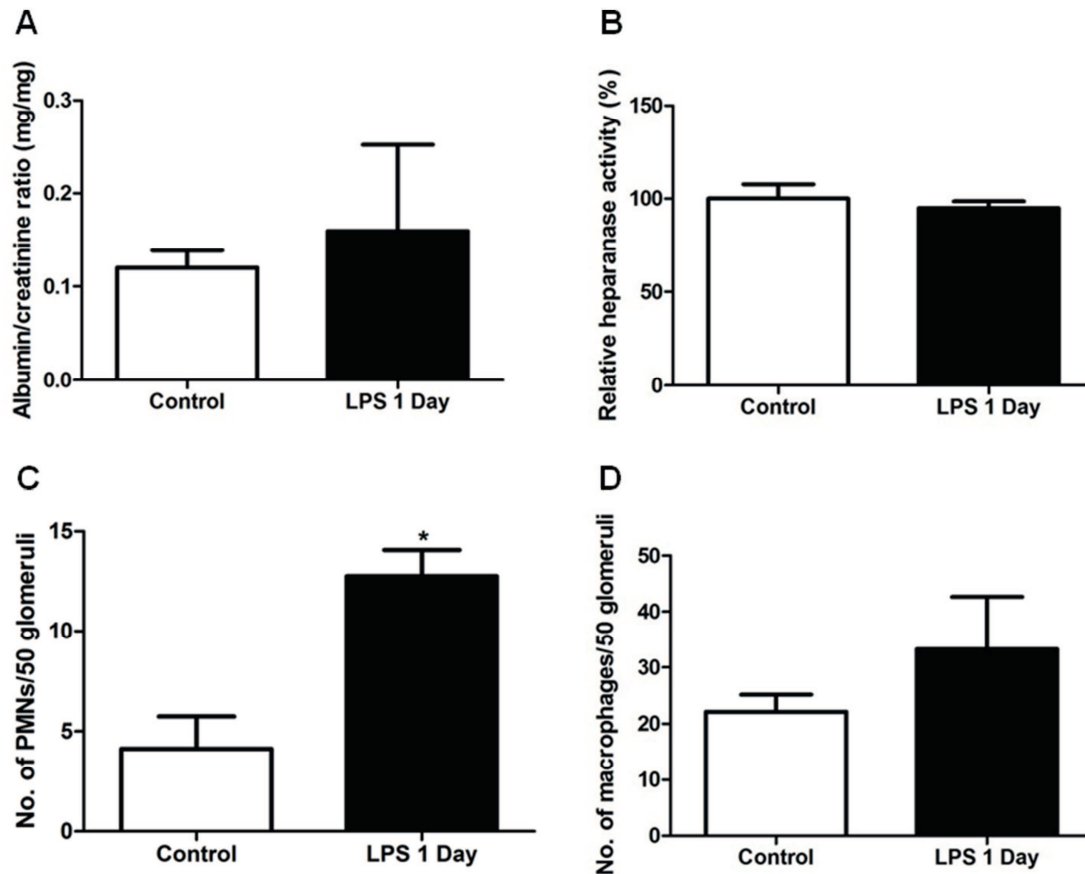 A
Albumin/creatinine ratio (mg/mg)
0.3
0.2
0.1
0.0
Control
LPS 1 Day
B
Relative heparanase activity (%)
150
100
50
0
Control
LPS 1 Day
C
No. of PMNs/50 glomeruli
15
10
5
0
*
Control
LPS 1 Day
D
No. of macrophages/50 glomeruli
50
40
30
20
10
0
Control
LPS 1 Day